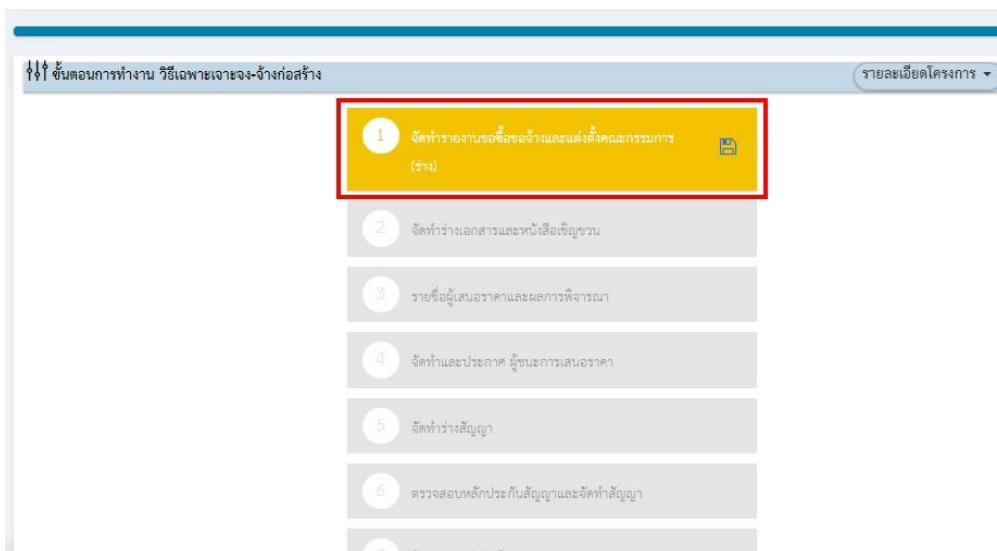 ขั้นตอนการทำงาน วิธีเฉพาะเจาะจง-จ้างก่อสร้าง
รายละเอียดโครงการ
1
จัดทำรายงานขอซื้อขอจ้างและแต่งตั้งคณะกรรมการ
(ร่าง)
2
จัดทำร่างเอกสารและหนังสือเชิญชวน
3
รายชื่อผู้เสนอราคาและผลการพิจารณา
4
จัดทำและประกาศ ผู้ชนะการเสนอราคา
5
จัดทำร่างสัญญา
6
ตรวจสอบหลักประกันสัญญาและจัดทำสัญญา